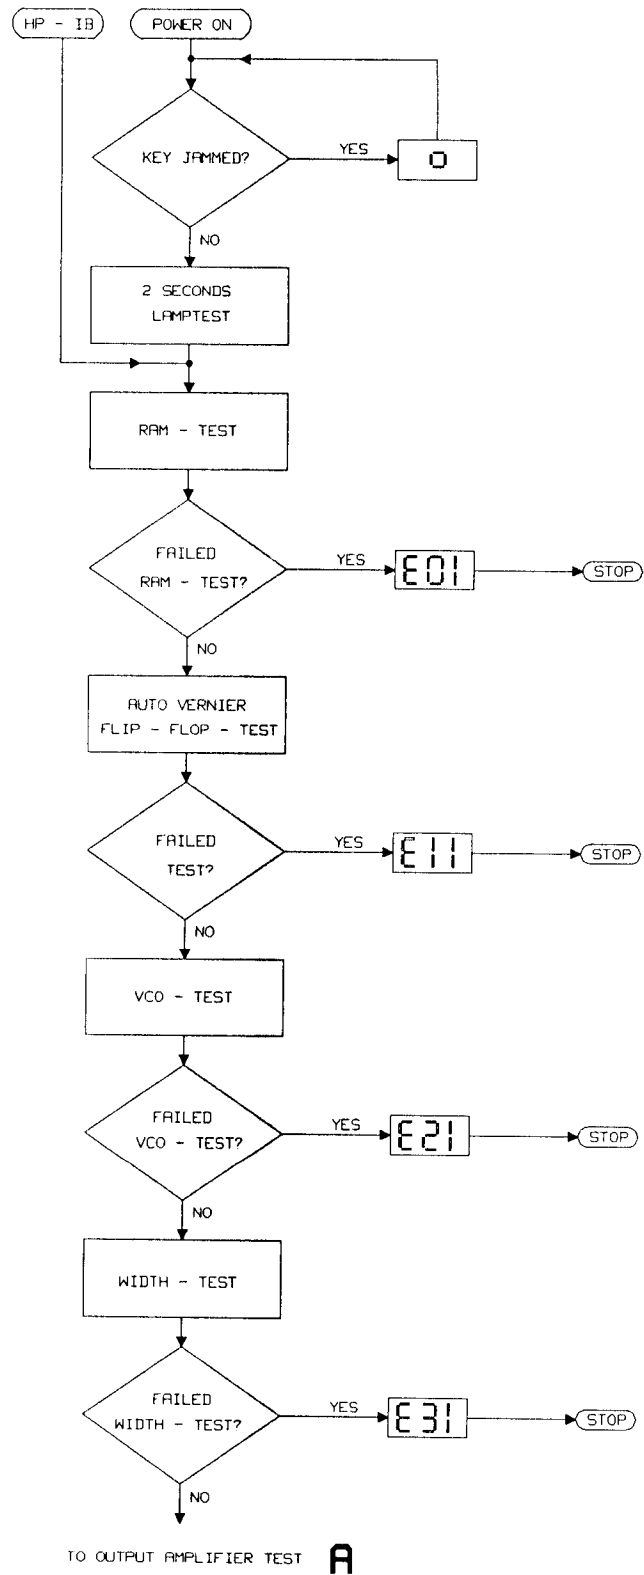 HP - IB
POWER ON
KEY JAMMED?
YES
o
NO
2 SECONDS
LAMPTEST
RAM - TEST
FAILED
RAM - TEST?
YES
E01
STOP
NO
AUTO VERNIER
FLIP - FLOP - TEST
FAILED
TEST?
YES
E11
STOP
NO
VCO - TEST
FAILED
VCO - TEST?
YES
E21
STOP
NO
WIDTH - TEST
FAILED
WIDTH - TEST?
YES
E31
STOP
NO
TO OUTPUT AMPLIFIER TEST A